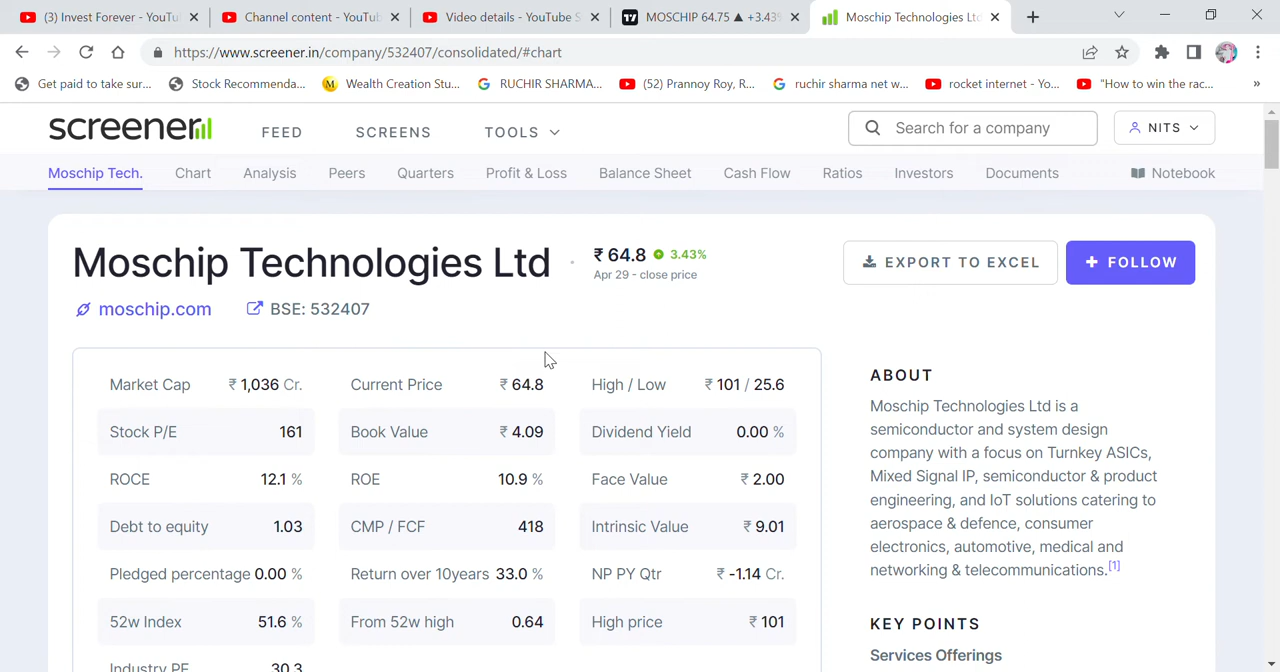 (3) Invest Forever - YouTu
Channel content - YouTub
Video details - YouTube S
MOSCHIP 64.75 ▲ +3.43%
Moschip Technologies Ltd
https://www.screener.in/company/532407/consolidated/#chart
Get paid to take sur...
Stock Recommenda...
Wealth Creation Stu...
RUCHIR SHARMA...
(52) Prannoy Roy, R...
ruchir sharma net w...
rocket internet - Yo...
"How to win the rac...
»
screener
FEED
SCREENS
TOOLS
Search for a company
NITS
Moschip Tech.
Chart
Analysis
Peers
Quarters
Profit & Loss
Balance Sheet
Cash Flow
Ratios
Investors
Documents
Notebook
Moschip Technologies Ltd
₹ 64.8 3.43%
Apr 29 - close price
EXPORT TO EXCEL
+ FOLLOW
moschip.com
BSE: 532407
Market Cap ₹ 1,036 Cr.
Current Price ₹ 64.8
High / Low ₹ 101 / 25.6
Stock P/E 161
Book Value ₹ 4.09
Dividend Yield 0.00 %
ROCE 12.1 %
ROE 10.9 %
Face Value ₹ 2.00
Debt to equity 1.03
CMP / FCF 418
Intrinsic Value ₹ 9.01
Pledged percentage 0.00 %
Return over 10years 33.0 %
NP PY Qtr ₹ -1.14 Cr.
52w Index 51.6 %
From 52w high 0.64
High price ₹ 101
Industry PE 30.3
ABOUT
Moschip Technologies Ltd is a
semiconductor and system design
company with a focus on Turnkey ASICs,
Mixed Signal IP, semiconductor & product
engineering, and IoT solutions catering to
aerospace & defence, consumer
electronics, automotive, medical and
networking & telecommunications.[1]
KEY POINTS
Services Offerings